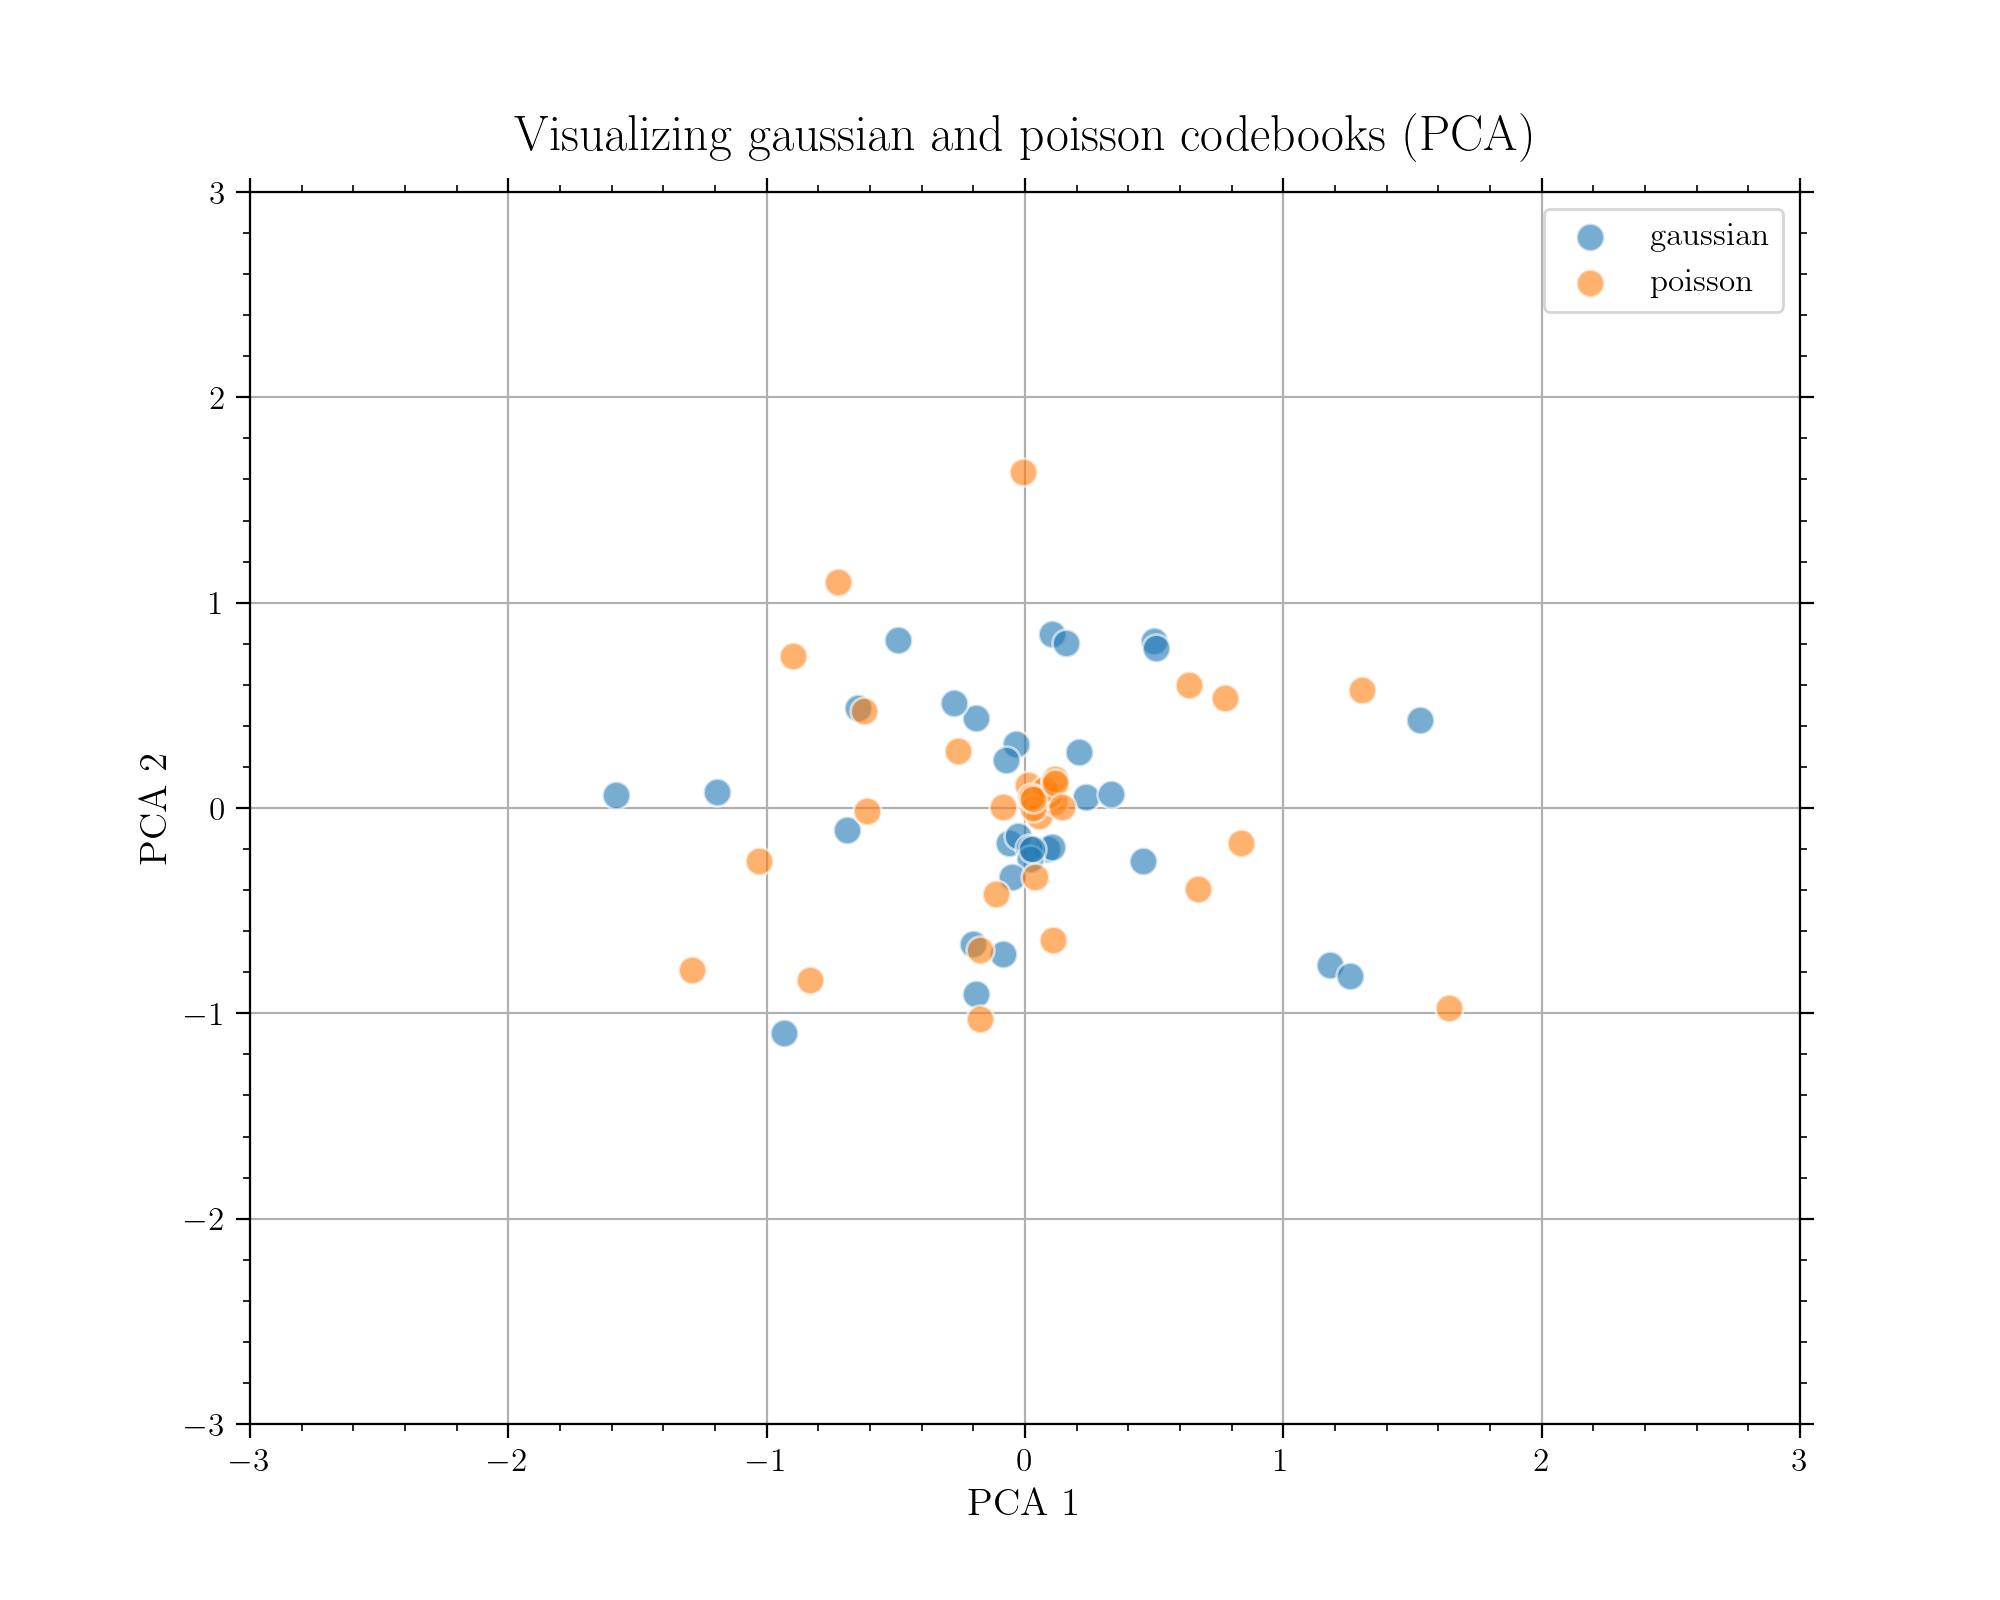 Visualizing gaussian and poisson codebooks (PCA)
gaussian
poisson
3
2
1
0
−1
−2
−3
PCA 2
−3
−2
−1
0
1
2
3
PCA 1